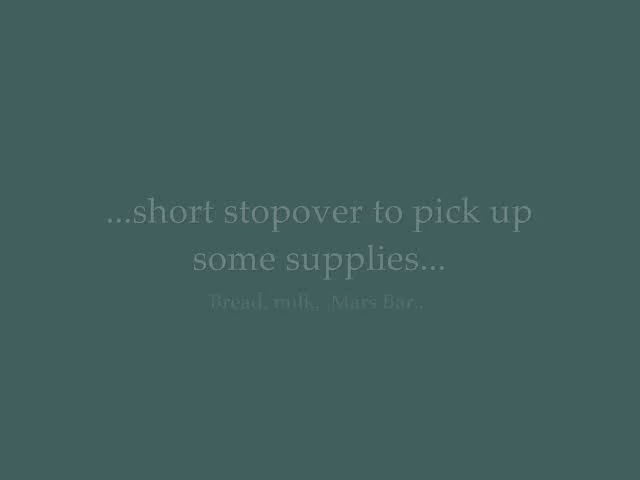 ...short stopover to pick up
some supplies...
Bread, milk,  Mars Bar..